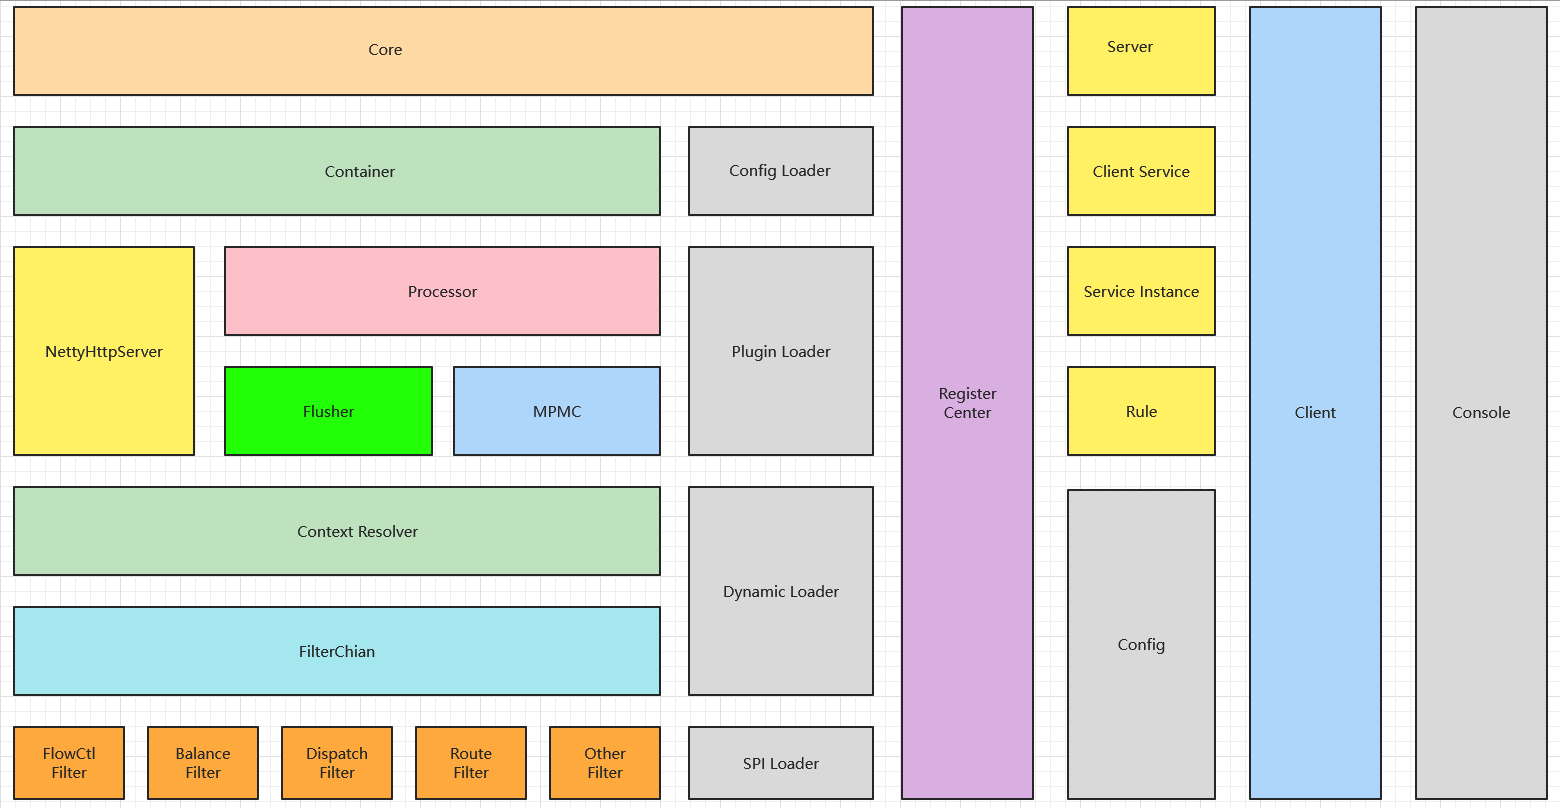 Core
Container
Config Loader
NettyHttpServer
Processor
Flusher
MPMC
Plugin Loader
Context Resolver
FilterChian
Dynamic Loader
FlowCtl
Filter
Balance
Filter
Dispatch
Filter
Route
Filter
Other
Filter
SPI Loader
Register
Center
Server
Client Service
Service Instance
Rule
Config
Client
Console